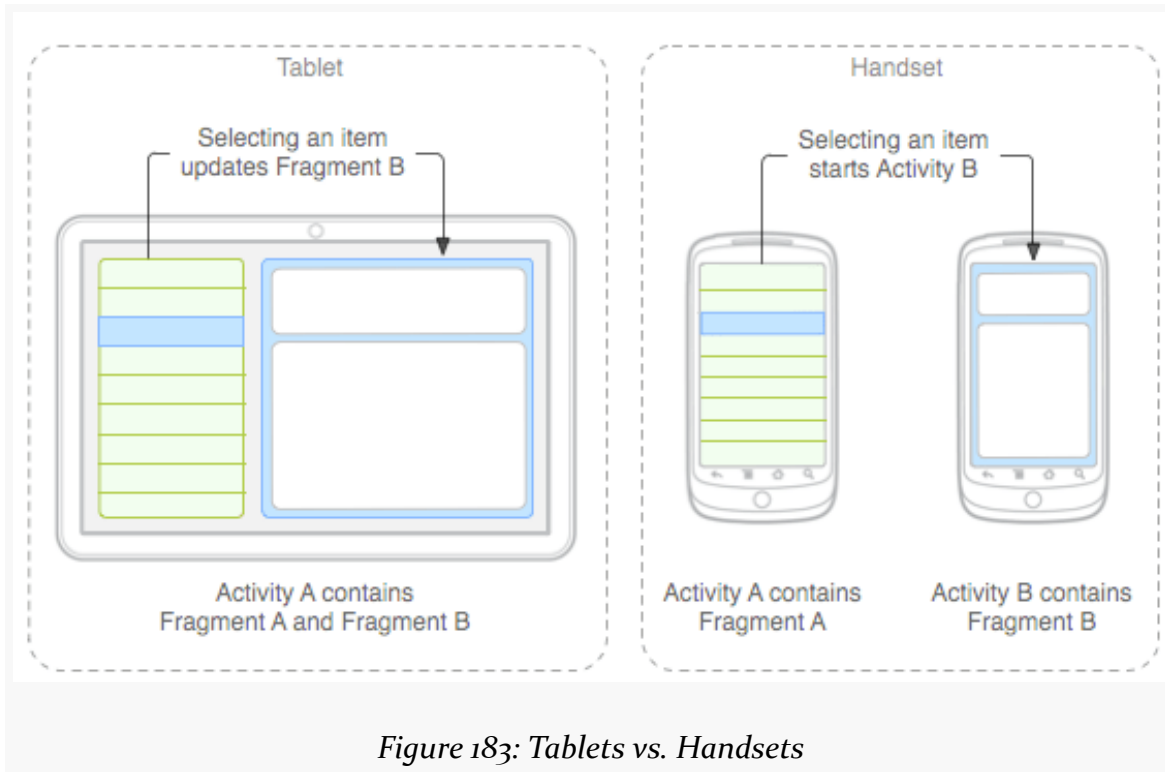 Tablet
Selecting an item
updates Fragment B
Activity A contains
Fragment A and Fragment B
Handset
Selecting an item
starts Activity B
Activity A contains
Fragment A
Activity B contains
Fragment B
Figure 183: Tablets vs. Handsets